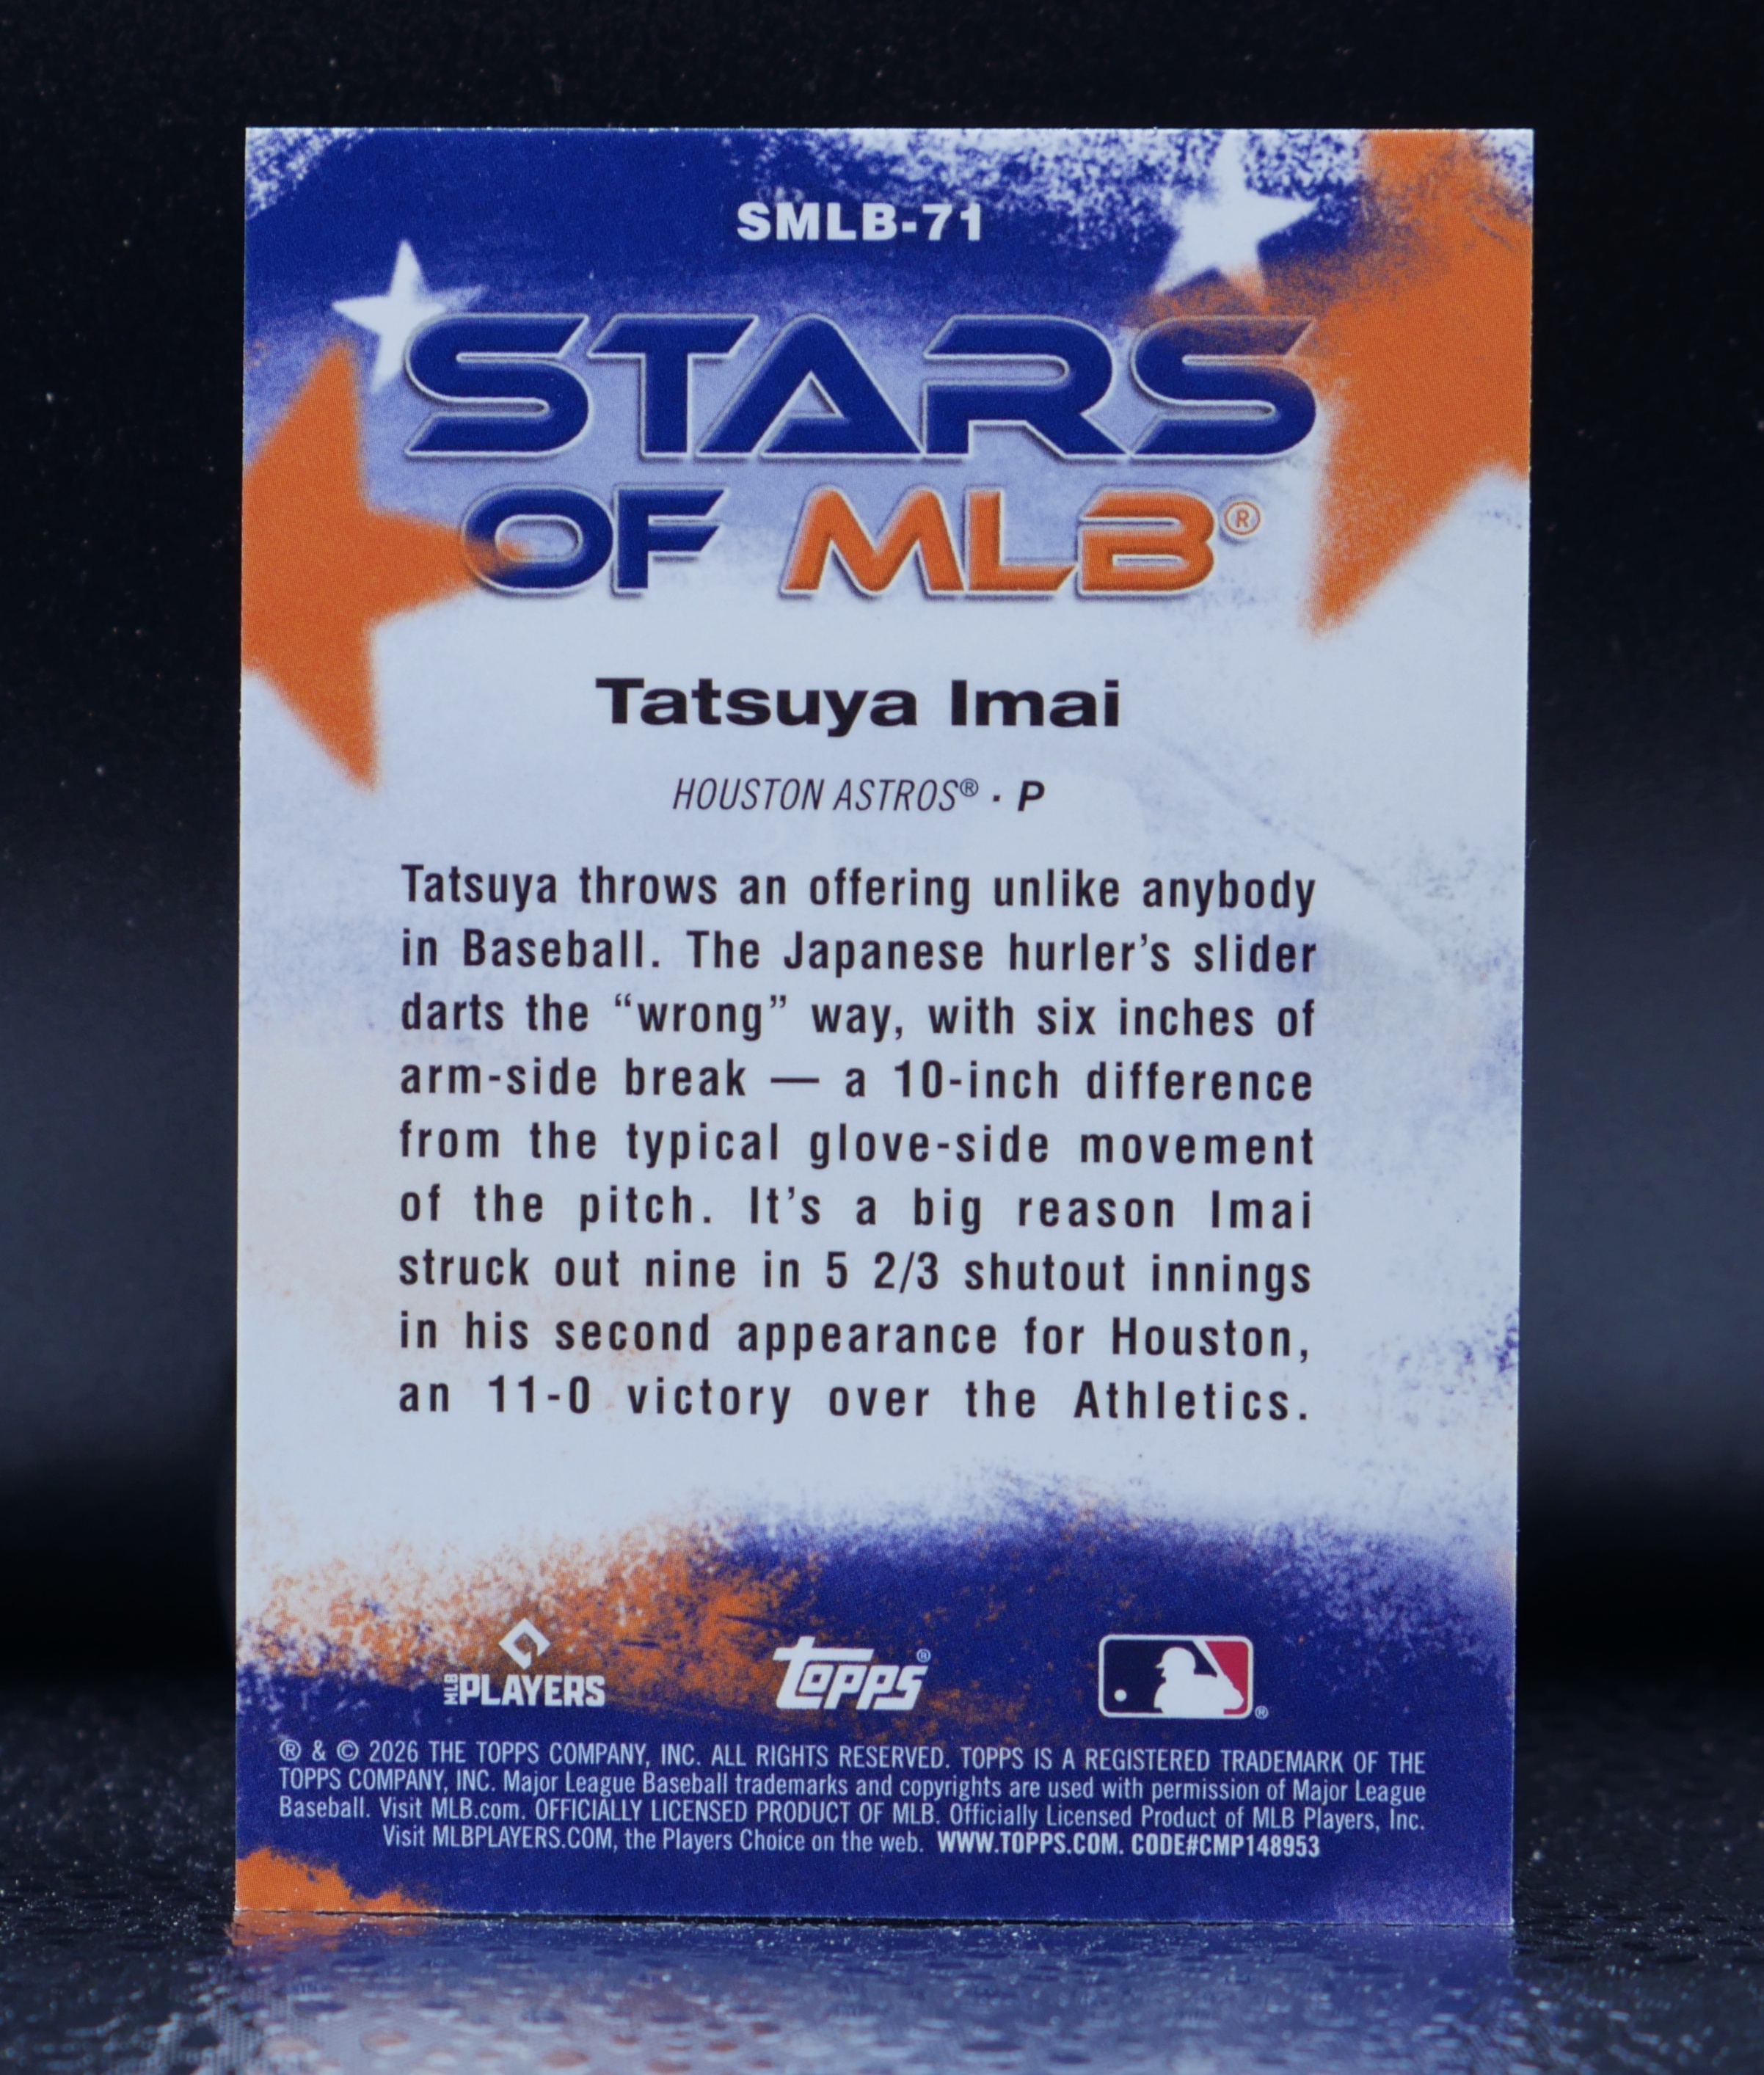 SMLB-71
STARS
OF MLB®
Tatsuya Imai
HOUSTON ASTROS® · P
Tatsuya throws an offering unlike anybody
in Baseball. The Japanese hurler’s slider
darts the “wrong” way, with six inches of
arm-side break — a 10-inch difference
from the typical glove-side movement
of the pitch. It’s a big reason Imai
struck out nine in 5 2/3 shutout innings
in his second appearance for Houston,
an 11-0 victory over the Athletics.
MLB PLAYERS
topps®
®
® & © 2026 THE TOPPS COMPANY, INC. ALL RIGHTS RESERVED. TOPPS IS A REGISTERED TRADEMARK OF THE
TOPPS COMPANY, INC. Major League Baseball trademarks and copyrights are used with permission of Major League
Baseball. Visit MLB.com. OFFICIALLY LICENSED PRODUCT OF MLB. Officially Licensed Product of MLB Players, Inc.
Visit MLBPLAYERS.COM, the Players Choice on the web. WWW.TOPPS.COM. CODE#CMP148953